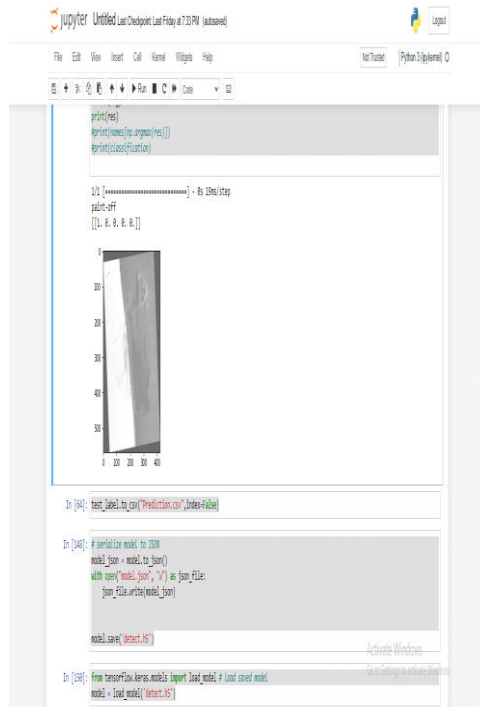 jupyter Untitled Last Checkpoint: Last Friday at 7:33 PM (autosaved)
Logout
File Edit View Insert Cell Kernel Widgets Help
Not Trusted
Python 3 (ipykernel)
Run
Code
print(res)
#print(names[np.argmax(res)])
#print(classification)
1/1 [==============================] - 0s 19ms/step
paint-off
[[1. 0. 0. 0. 0.]]
0
100
200
300
400
500
0 100 200 300 400
In [64]: test_label.to_csv("Prediction.csv",index=False)
In [148]: # serialize model to JSON
model_json = model.to_json()
with open("model.json", "w") as json_file:
json_file.write(model_json)
model.save('detect.h5')
Activate Windows
Go to Settings to activate Windows.
In [150]: from tensorflow.keras.models import load_model # load saved model
model = load_model('detect.h5')